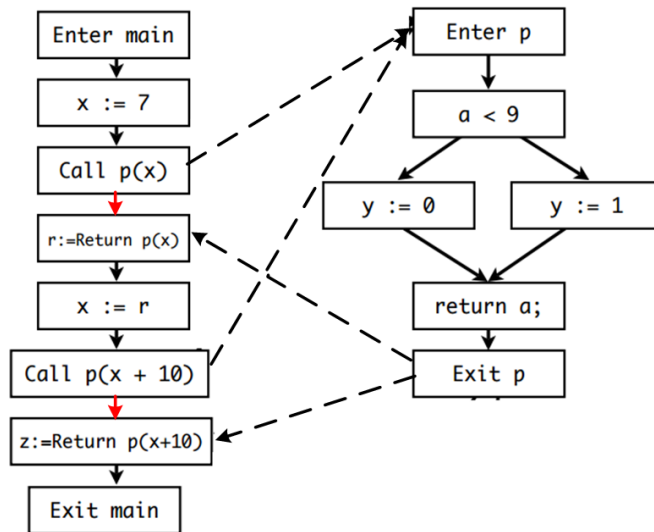 Enter main
x := 7
Call p(x)
r:=Return p(x)
x := r
Call p(x + 10)
z:=Return p(x+10)
Exit main
Enter p
a < 9
y := 0
y := 1
return a;
Exit p